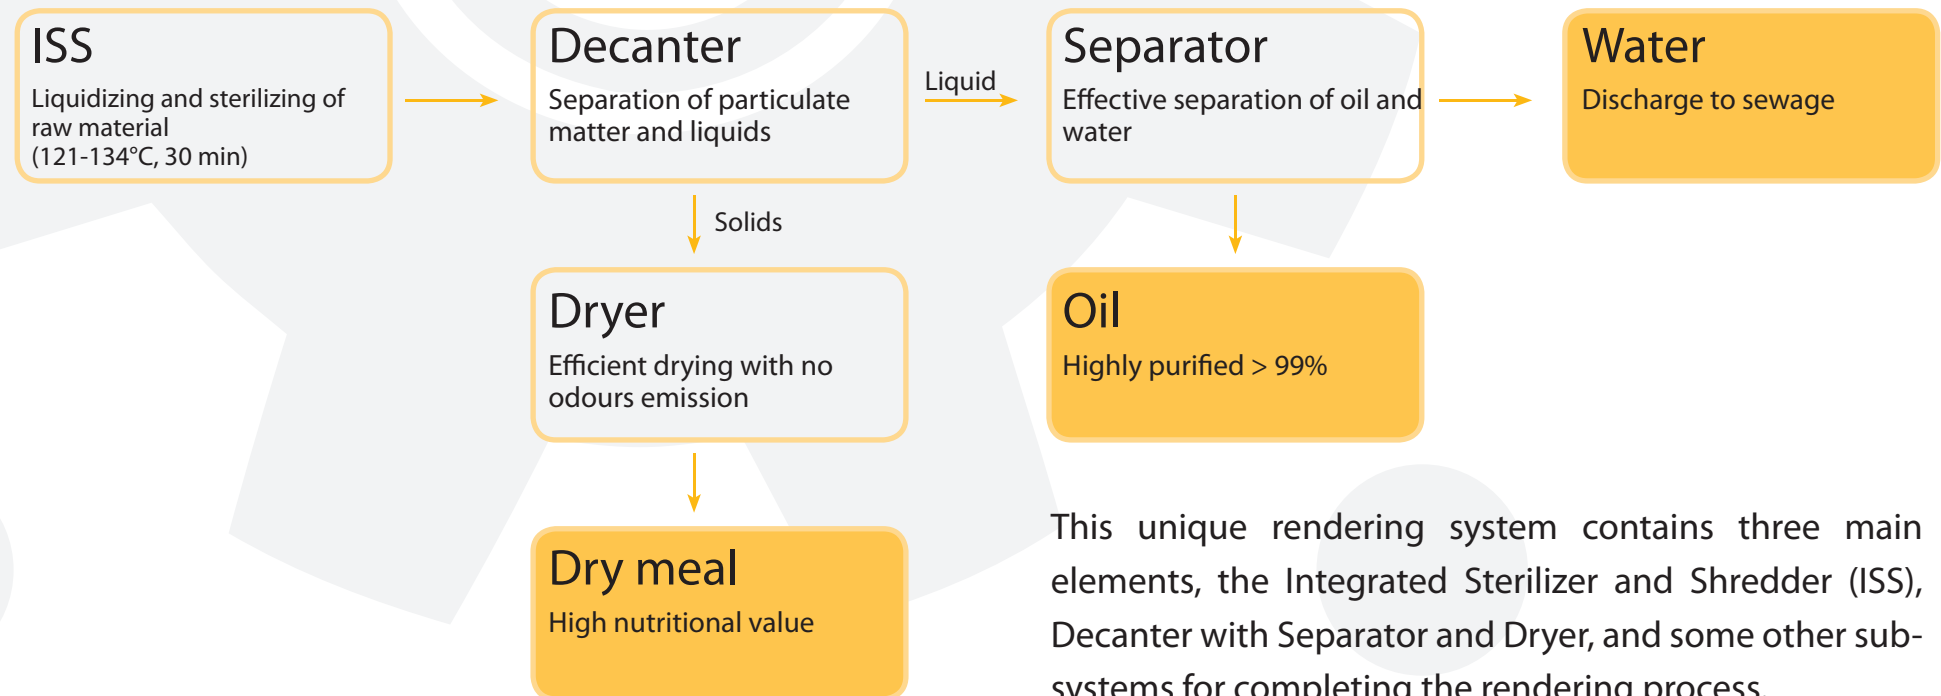 ISS
Liquidizing and sterilizing of
raw material
(121-134°C, 30 min)
Decanter
Separation of particulate
matter and liquids
Liquid
Separator
Effective separation of oil and
water
Water
Discharge to sewage
Solids
Dryer
Efficient drying with no
odours emission
Oil
Highly purified > 99%
Dry meal
High nutritional value
This unique rendering system contains three main
elements, the Integrated Sterilizer and Shredder (ISS),
Decanter with Separator and Dryer, and some other sub-
systems for completing the rendering process.